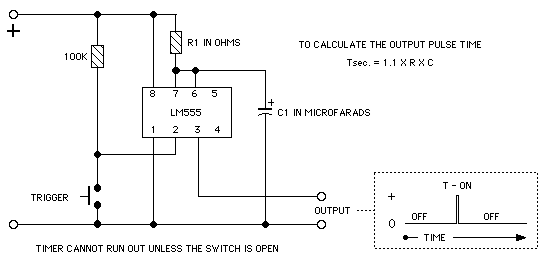 +
100K
R1 IN OHMS
TO CALCULATE THE OUTPUT PULSE TIME
Tsec. = 1.1 X R X C
8 7 6 5
LM555
1 2 3 4
+
C1 IN MICROFARADS
TRIGGER
OUTPUT
T - ON
+
OFF OFF
0
TIME
TIMER CANNOT RUN OUT UNLESS THE SWITCH IS OPEN